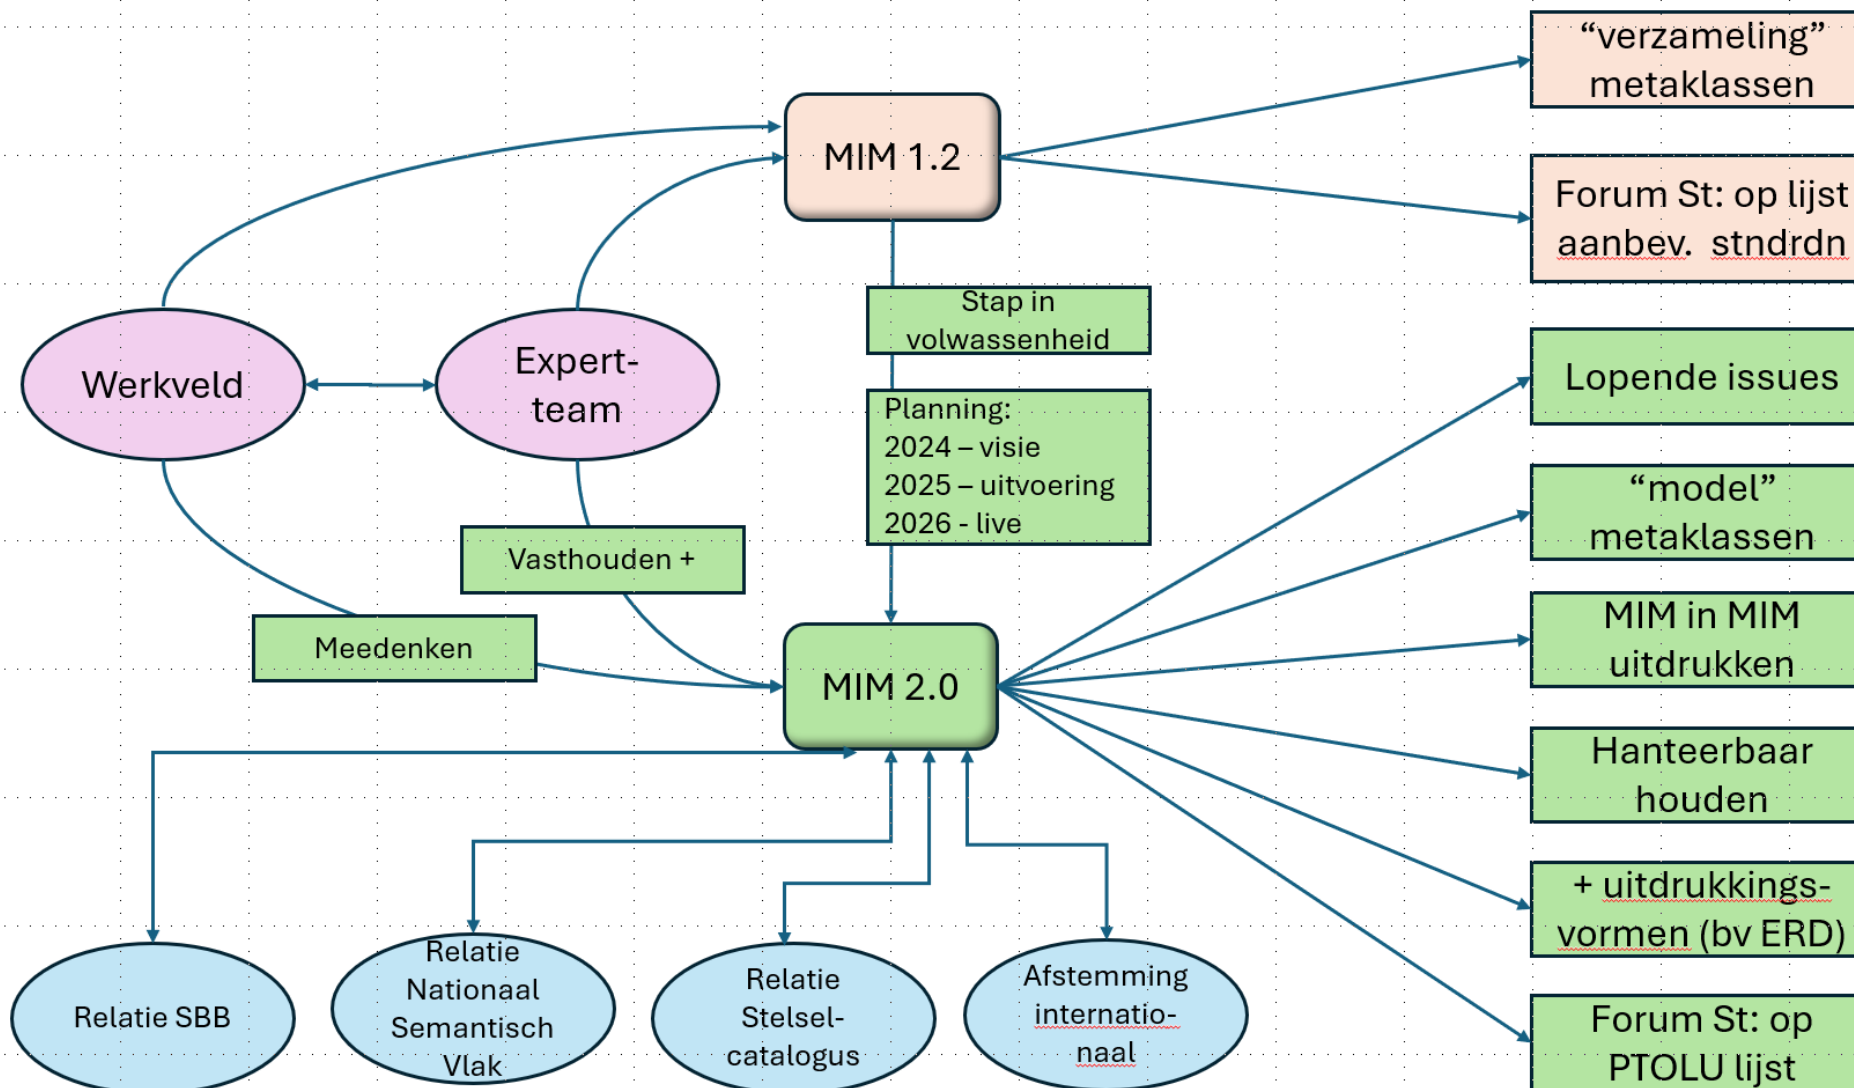 “verzameling”
metaklassen
MIM 1.2
Forum St: op lijst
aanbev. stndrdn
Stap in
volwassenheid
Werkveld
Expert-
team
Planning:
2024 – visie
2025 – uitvoering
2026 - live
Lopende issues
“model”
metaklassen
Vasthouden +
Meedenken
MIM 2.0
MIM in MIM
uitdrukken
Hanteerbaar
houden
+ uitdrukkings-
vormen (bv ERD)
Relatie SBB
Relatie
Nationaal
Semantisch
Vlak
Relatie
Stelsel-
catalogus
Afstemming
internatio-
naal
Forum St: op
PTOLU lijst